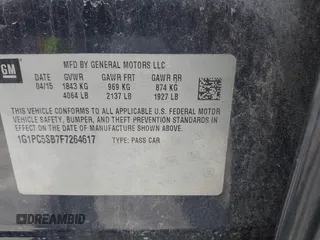 GM
MFD BY GENERAL MOTORS LLC
DATE GVWR GAWR FRT GAWR RR
04/15 1843 KG 969 KG 874 KG
4064 LB 2137 LB 1927 LB
THIS VEHICLE CONFORMS TO ALL APPLICABLE U.S. FEDERAL MOTOR
VEHICLE SAFETY, BUMPER, AND THEFT PREVENTION STANDARDS
IN EFFECT ON THE DATE OF MANUFACTURE SHOWN ABOVE.
1G1PC5SB7F7264617 TYPE: PASS CAR
DREAMBID